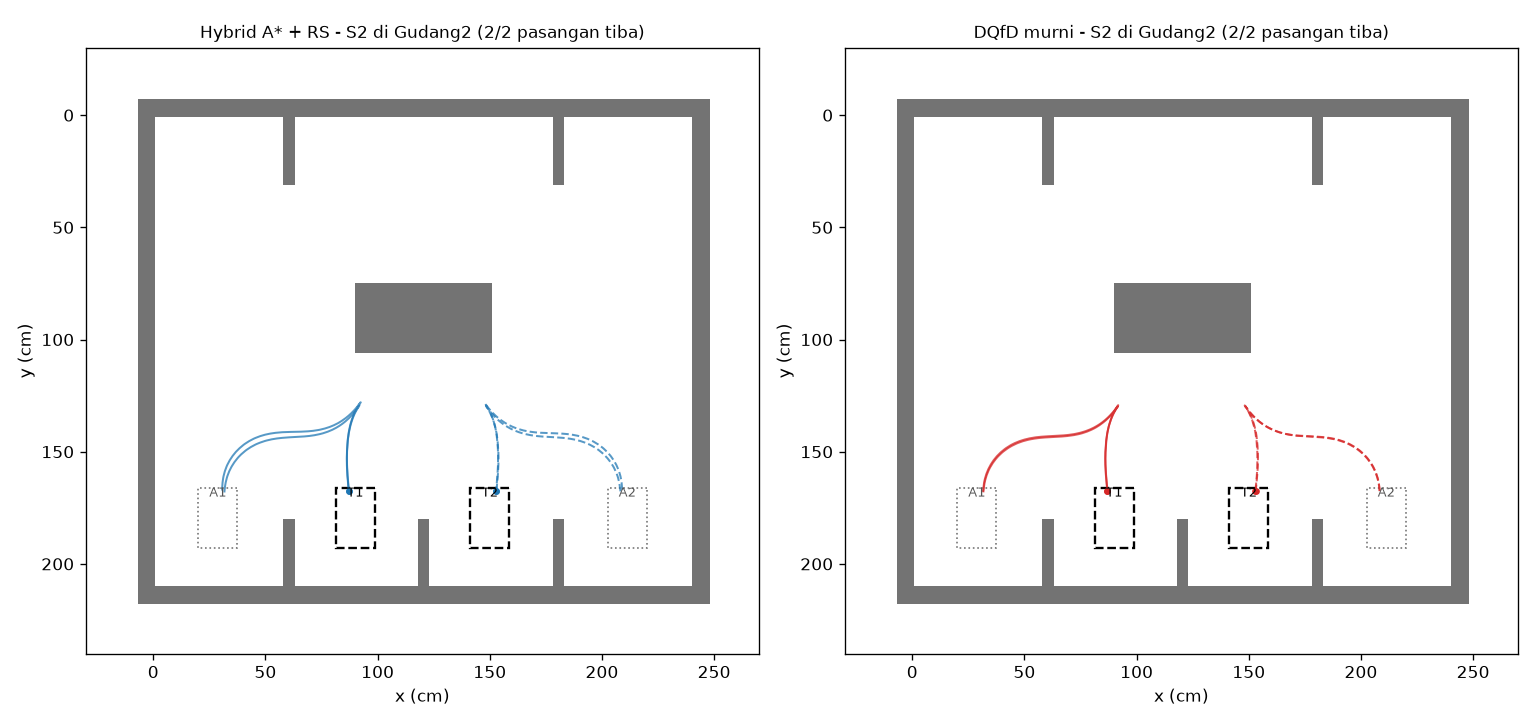 Hybrid A* + RS - S2 di Gudang2 (2/2 pasangan tiba)
0
50
100
150
200
y (cm)
A1
T1
T2
A2
0
50
100
150
200
250
x (cm)
DQfD murni - S2 di Gudang2 (2/2 pasangan tiba)
0
50
100
150
200
y (cm)
A1
T1
T2
A2
0
50
100
150
200
250
x (cm)